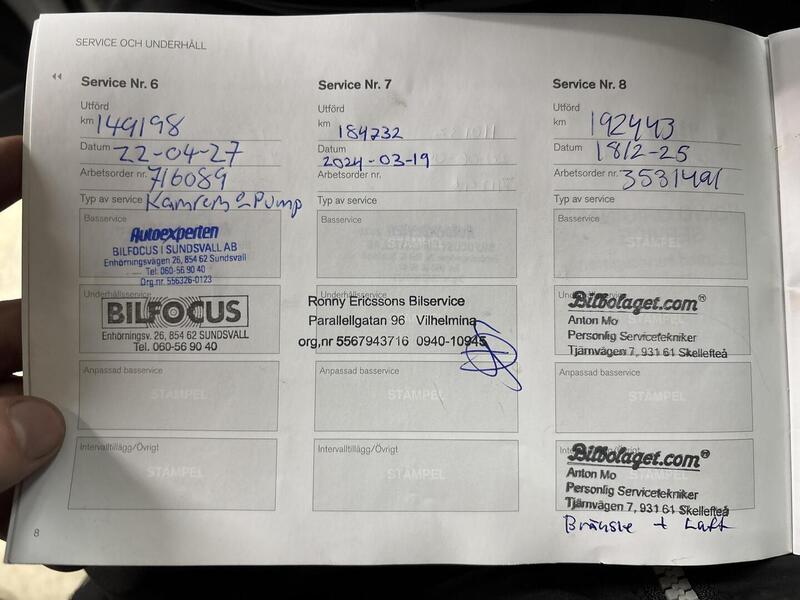 SERVICE OCH UNDERHÅLL
Service Nr. 6
Utförd
km 149198
Datum 22-04-27
Arbetsorder nr. 716089
Typ av service Kamrem o Pump
Basservice
Autoexperten
BILFOCUS I SUNDSVALL AB
Enhörningsvägen 26, 854 62 Sundsvall
Tel. 060-56 90 40
Org.nr. 556326-0123
Underhållsservice
BILFOCUS
Enhörningsv. 26, 854 62 SUNDSVALL
Tel. 060-56 90 40
Anpassad basservice
STÄMPEL
Intervalltillägg/Övrigt
STÄMPEL
Service Nr. 7
Utförd
km 184232
Datum
2024-03-19
Arbetsorder nr.
Typ av service
Basservice
STÄMPEL
Underhållsservice
Ronny Ericssons Bilservice
Parallellgatan 96 Vilhelmina
org,nr 5567943716 0940-10945
Anpassad basservice
STÄMPEL
Intervalltillägg/Övrigt
STÄMPEL
Service Nr. 8
Utförd
km 192443
Datum 1812-25
Arbetsorder nr. 3531491
Typ av service
Basservice
STÄMPEL
Underhållsservice
Bilbolaget.com®
Anton Mo
Personlig Servicetekniker
Tjärnvägen 7, 931 61 Skellefteå
Anpassad basservice
STÄMPEL
Intervalltillägg/Övrigt
Bilbolaget.com®
Anton Mo
Personlig Servicetekniker
Tjärnvägen 7, 931 61 Skellefteå
Bränsle + Luft
8